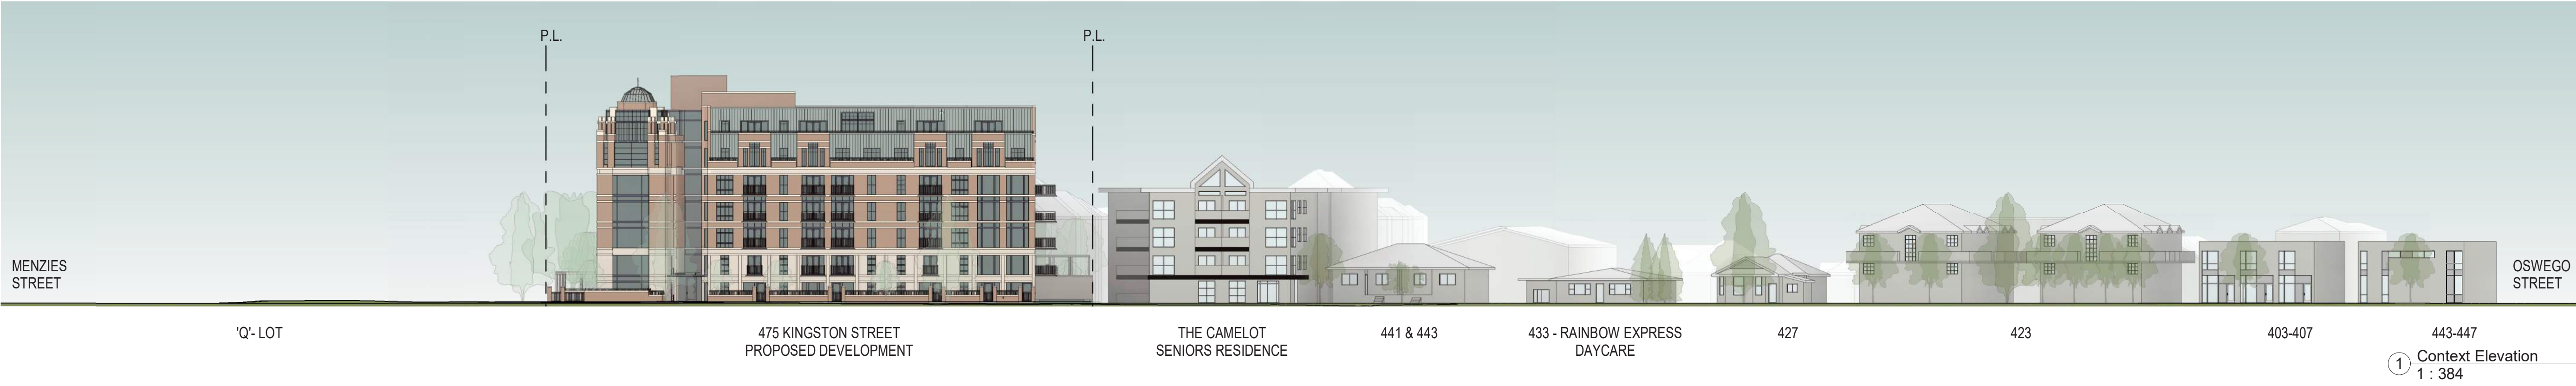 P.L.
P.L.
MENZIES
STREET
OSWEGO
STREET
'Q'- LOT
475 KINGSTON STREET
PROPOSED DEVELOPMENT
THE CAMELOT
SENIORS RESIDENCE
441 & 443
433 - RAINBOW EXPRESS
DAYCARE
427
423
403-407
443-447
1 Context Elevation
1 : 384